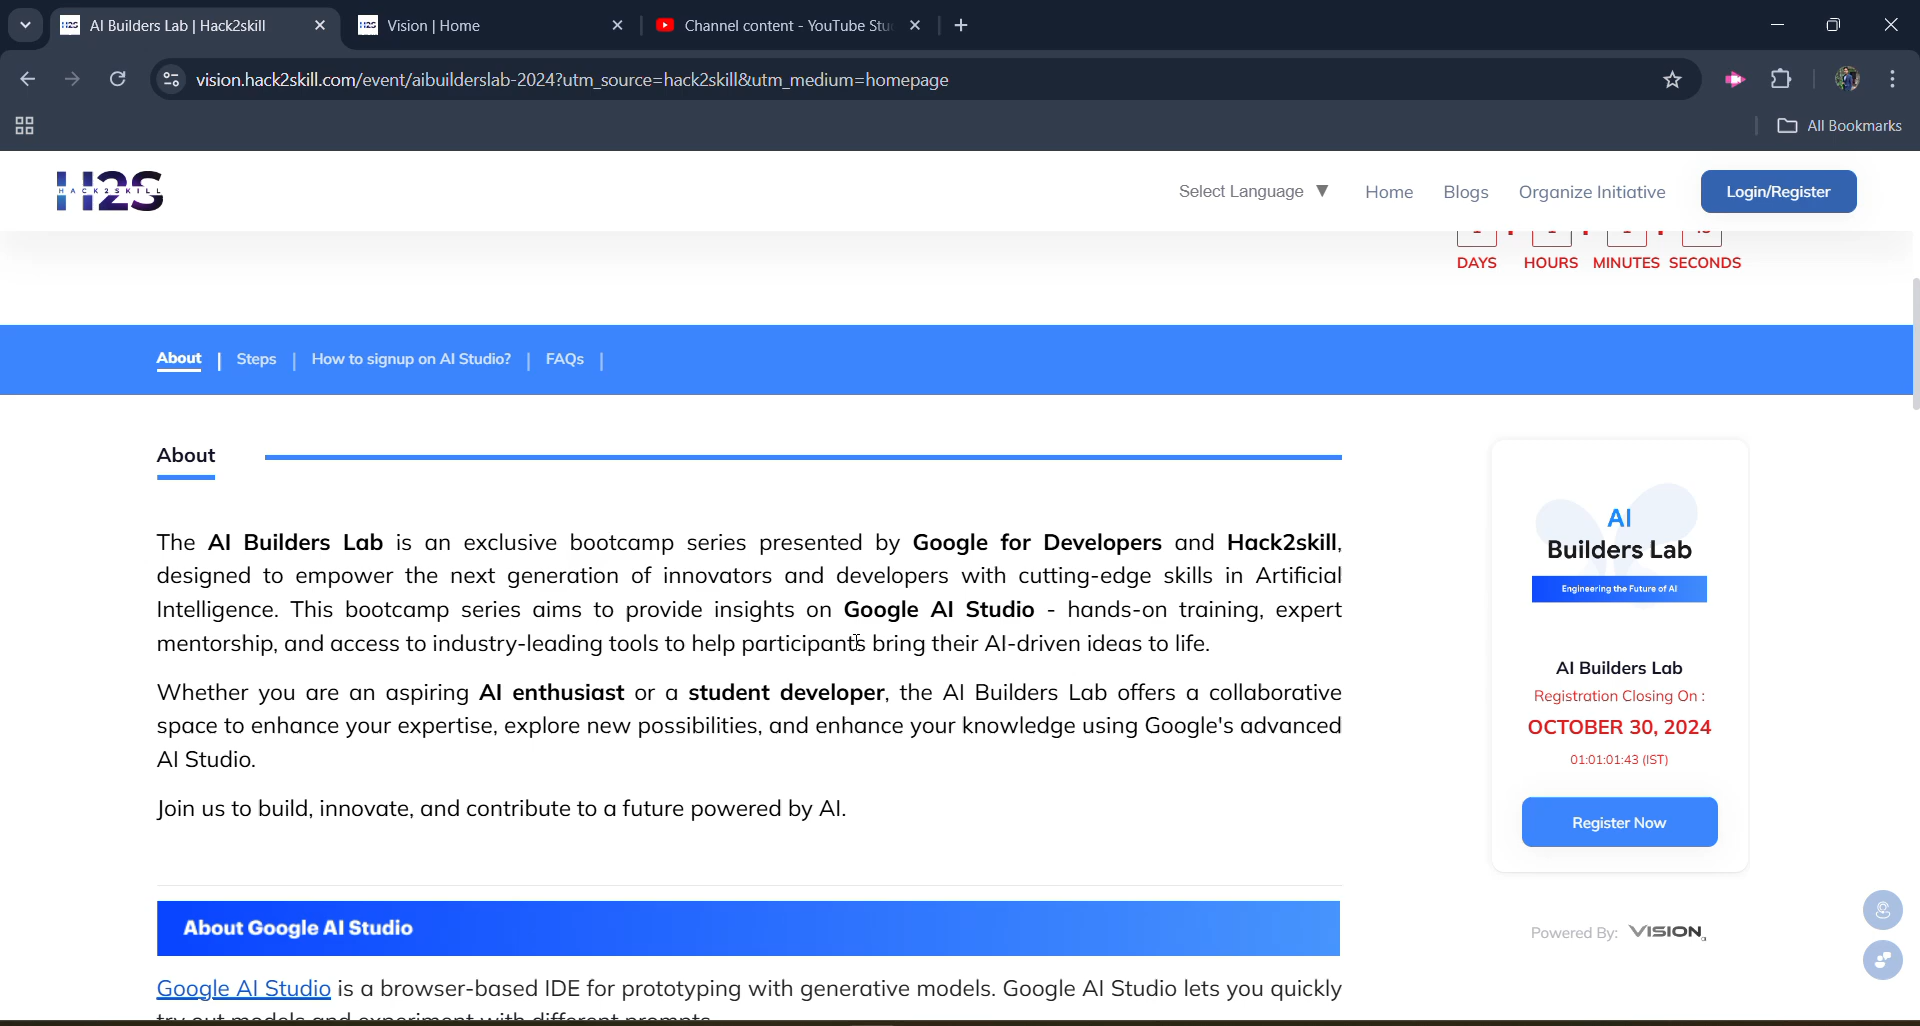 AI Builders Lab | Hack2skill
Vision | Home
Channel content - YouTube Stu
vision.hack2skill.com/event/aibuilderslab-2024?utm_source=hack2skill&utm_medium=homepage
All Bookmarks
H2S
HACK2SKILL
Select Language ▼
Home
Blogs
Organize Initiative
Login/Register
DAYS HOURS MINUTES SECONDS
About | Steps | How to signup on AI Studio? | FAQs |
About
The AI Builders Lab is an exclusive bootcamp series presented by Google for Developers and Hack2skill,
designed to empower the next generation of innovators and developers with cutting-edge skills in Artificial
Intelligence. This bootcamp series aims to provide insights on Google AI Studio - hands-on training, expert
mentorship, and access to industry-leading tools to help participants bring their AI-driven ideas to life.
Whether you are an aspiring AI enthusiast or a student developer, the AI Builders Lab offers a collaborative
space to enhance your expertise, explore new possibilities, and enhance your knowledge using Google's advanced
AI Studio.
Join us to build, innovate, and contribute to a future powered by AI.
About Google AI Studio
Google AI Studio is a browser-based IDE for prototyping with generative models. Google AI Studio lets you quickly
try out models and experiment with different prompts.
AI
Builders Lab
Engineering the Future of AI
AI Builders Lab
Registration Closing On :
OCTOBER 30, 2024
01:01:01:43 (IST)
Register Now
Powered By: VISION